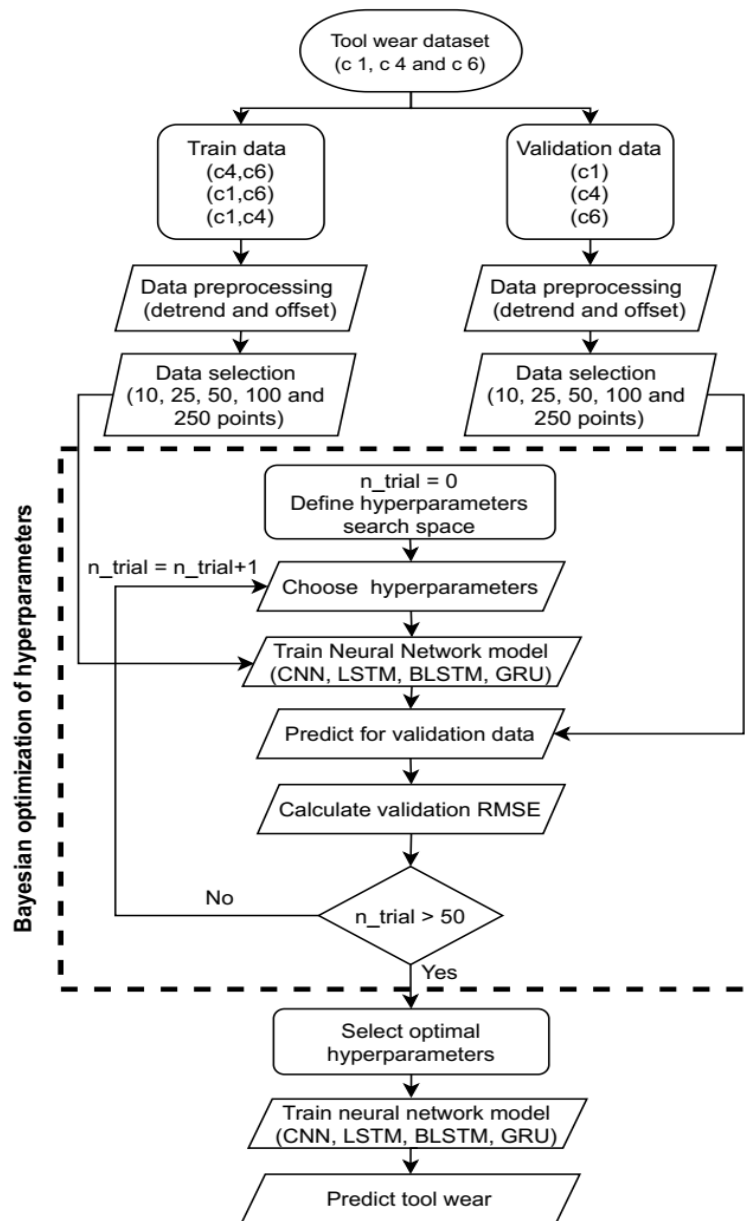 Tool wear dataset
(c 1, c 4 and c 6)
Train data
(c4,c6)
(c1,c6)
(c1,c4)
Validation data
(c1)
(c4)
(c6)
Data preprocessing
(detrend and offset)
Data preprocessing
(detrend and offset)
Data selection
(10, 25, 50, 100 and
250 points)
Data selection
(10, 25, 50, 100 and
250 points)
Bayesian optimization of hyperparameters
n_trial = 0
Define hyperparameters
search space
n_trial = n_trial+1
Choose hyperparameters
Train Neural Network model
(CNN, LSTM, BLSTM, GRU)
Predict for validation data
Calculate validation RMSE
No
n_trial > 50
Yes
Select optimal
hyperparameters
Train neural network model
(CNN, LSTM, BLSTM, GRU)
Predict tool wear